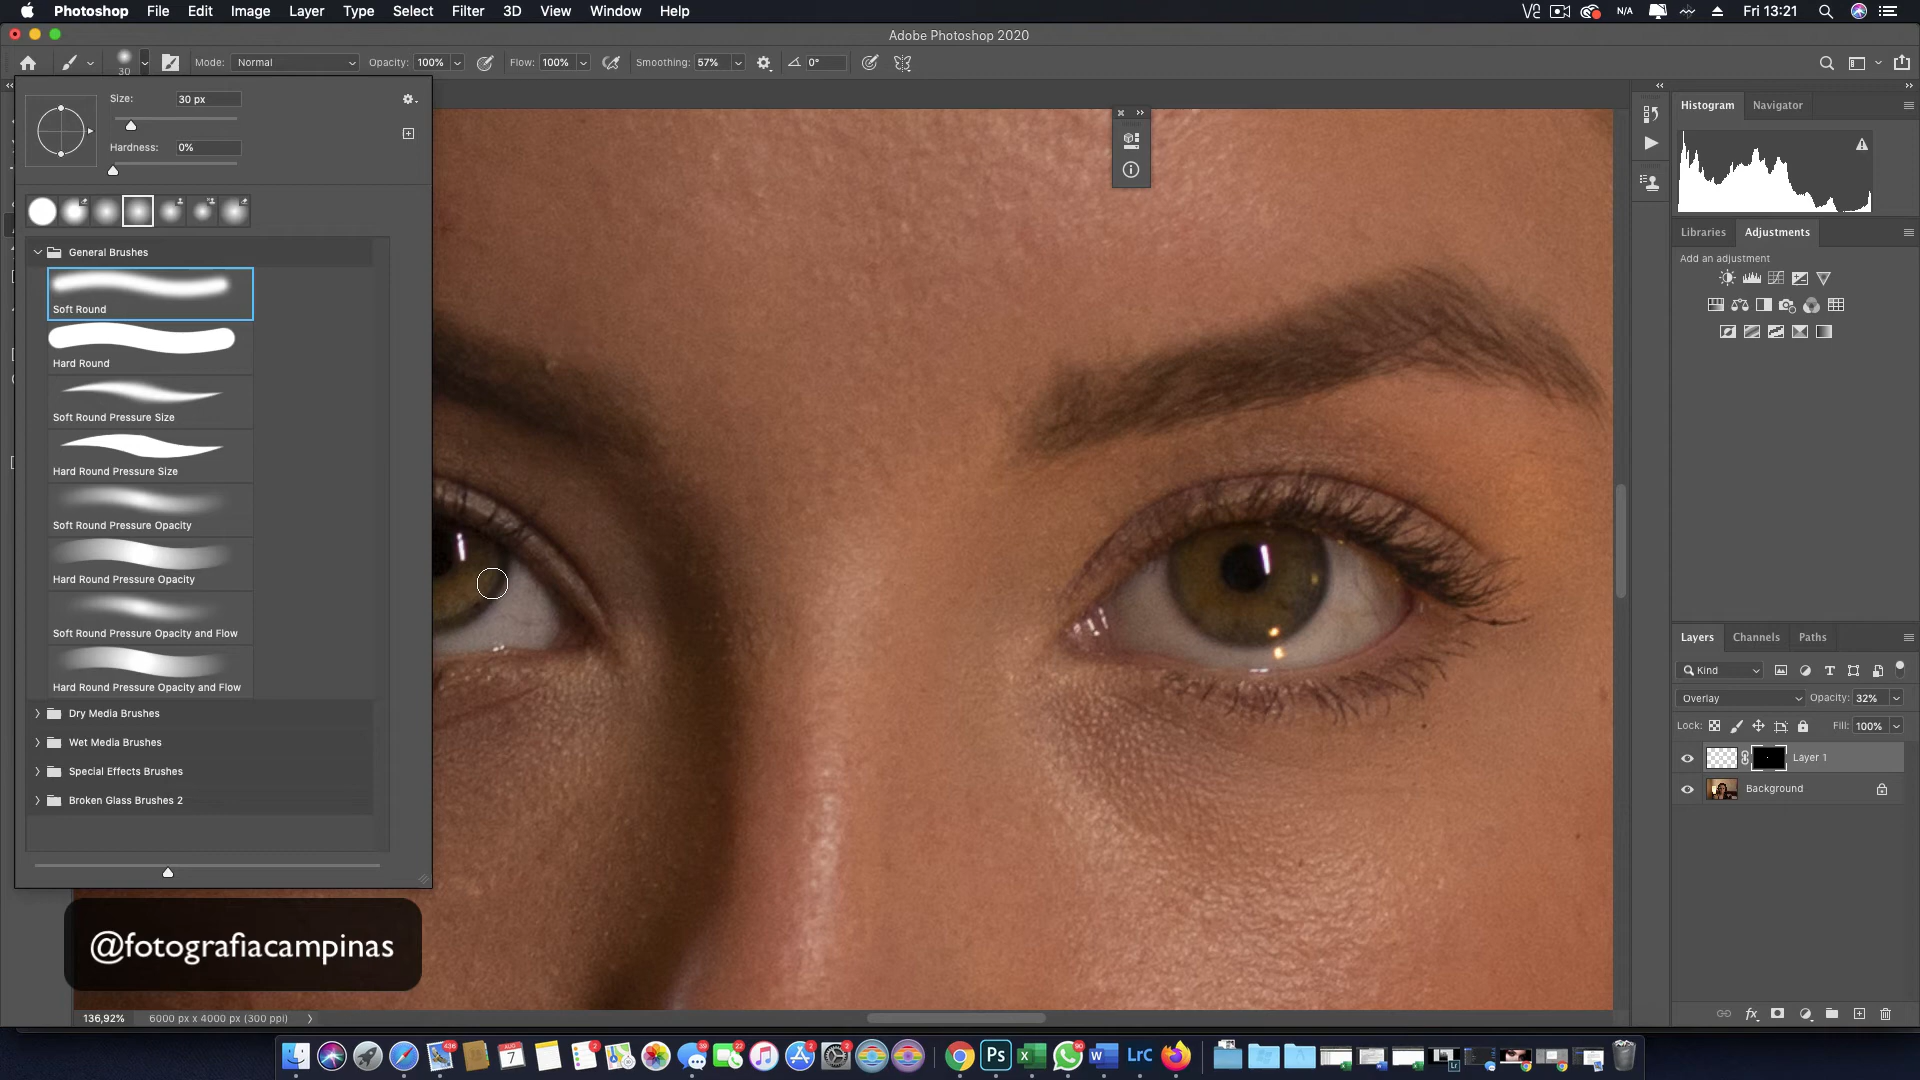 Photoshop File Edit Image Layer Type Select Filter 3D View Window Help
N/A Fri 13:21
Adobe Photoshop 2020
30 Mode: Normal Opacity: 100% Flow: 100% Smoothing: 57% 0°
Size: 30 px
Hardness: 0%
General Brushes
Soft Round
Hard Round
Soft Round Pressure Size
Hard Round Pressure Size
Soft Round Pressure Opacity
Hard Round Pressure Opacity
Soft Round Pressure Opacity and Flow
Hard Round Pressure Opacity and Flow
Dry Media Brushes
Wet Media Brushes
Special Effects Brushes
Broken Glass Brushes 2
Histogram Navigator
Libraries Adjustments
Add an adjustment
Layers Channels Paths
Kind
Overlay Opacity: 32%
Lock: Fill: 100%
Layer 1
Background
@fotografiacampinas
136,92% 6000 px x 4000 px (300 ppi)
AUG
7
Ps
LrC